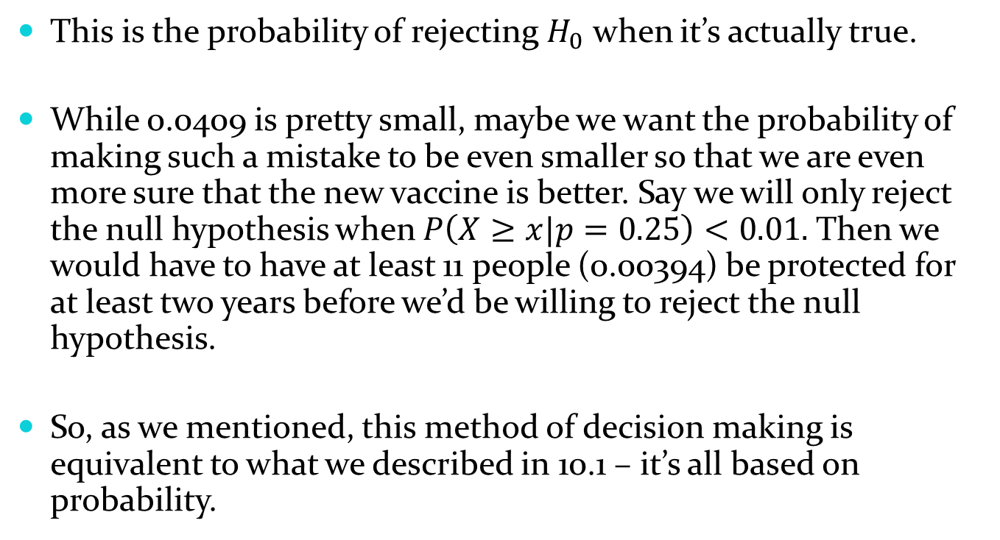 • This is the probability of rejecting H₀ when it's actually true.
• While 0.0409 is pretty small, maybe we want the probability of
making such a mistake to be even smaller so that we are even
more sure that the new vaccine is better. Say we will only reject
the null hypothesis when P(X ≥ x|p = 0.25) < 0.01. Then we
would have to have at least 11 people (0.00394) be protected for
at least two years before we'd be willing to reject the null
hypothesis.
• So, as we mentioned, this method of decision making is
equivalent to what we described in 10.1 – it's all based on
probability.